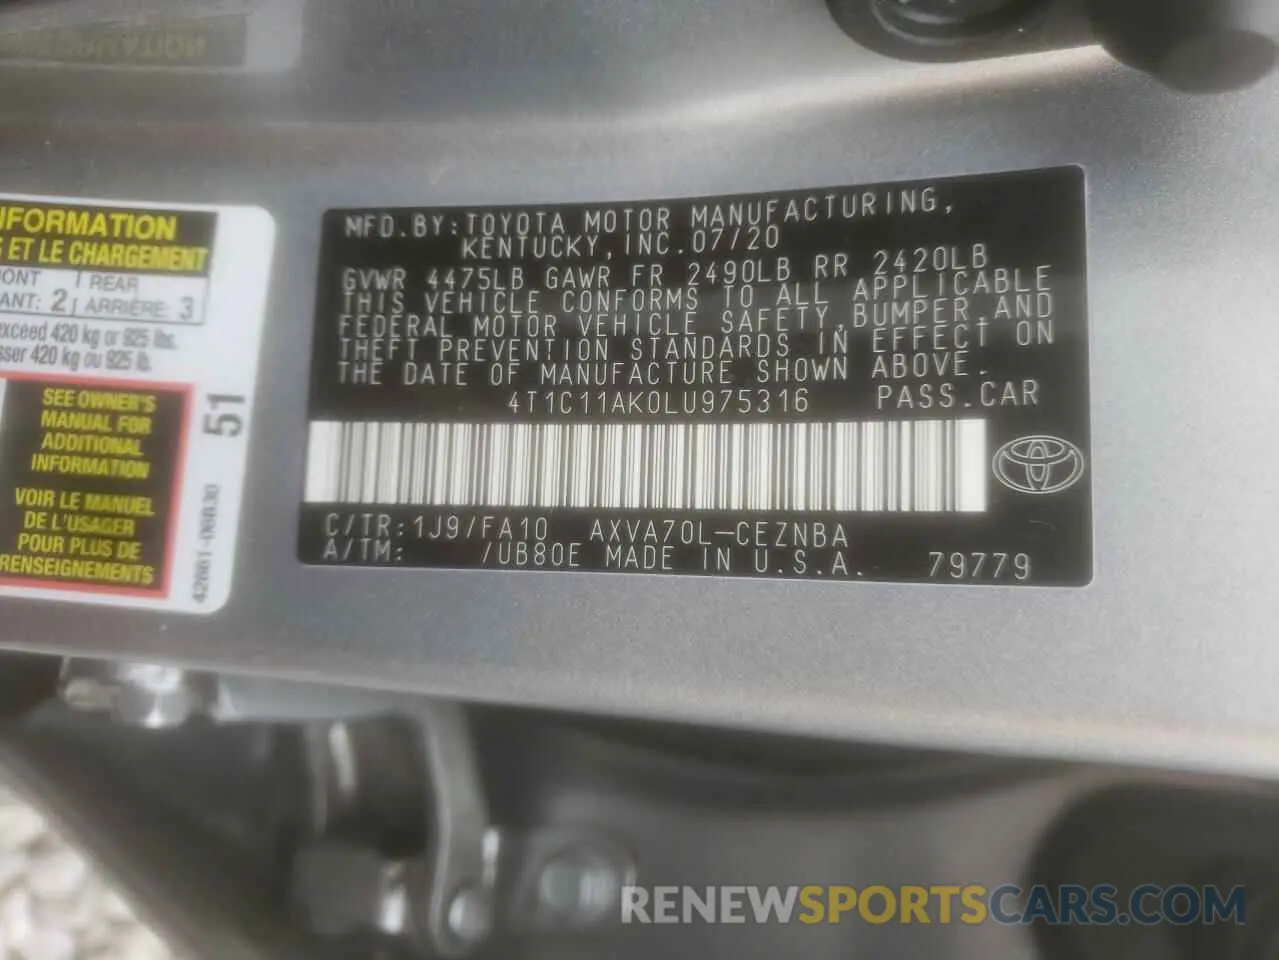 NFORMATION
S ET LE CHARGEMENT
ONT REAR
ANT: 2 ARRIÈRE: 3
exceed 420 kg or 925 lbs.
sser 420 kg ou 925 lb.
SEE OWNER'S
MANUAL FOR
ADDITIONAL
INFORMATION
VOIR LE MANUEL
DE L'USAGER
POUR PLUS DE
RENSEIGNEMENTS
51
42661-06B30
MFD.BY:TOYOTA MOTOR MANUFACTURING,
KENTUCKY, INC.07/20
GVWR 4475LB GAWR FR 2490LB RR 2420LB
THIS VEHICLE CONFORMS TO ALL APPLICABLE
FEDERAL MOTOR VEHICLE SAFETY,BUMPER,AND
THEFT PREVENTION STANDARDS IN EFFECT ON
THE DATE OF MANUFACTURE SHOWN ABOVE.
4T1C11AK0LU975316 PASS.CAR
C/TR:1J9/FA10 AXVA70L-CEZNBA
A/TM: /UB80E MADE IN U.S.A. 79779
RENEWSPORTSCARS.COM